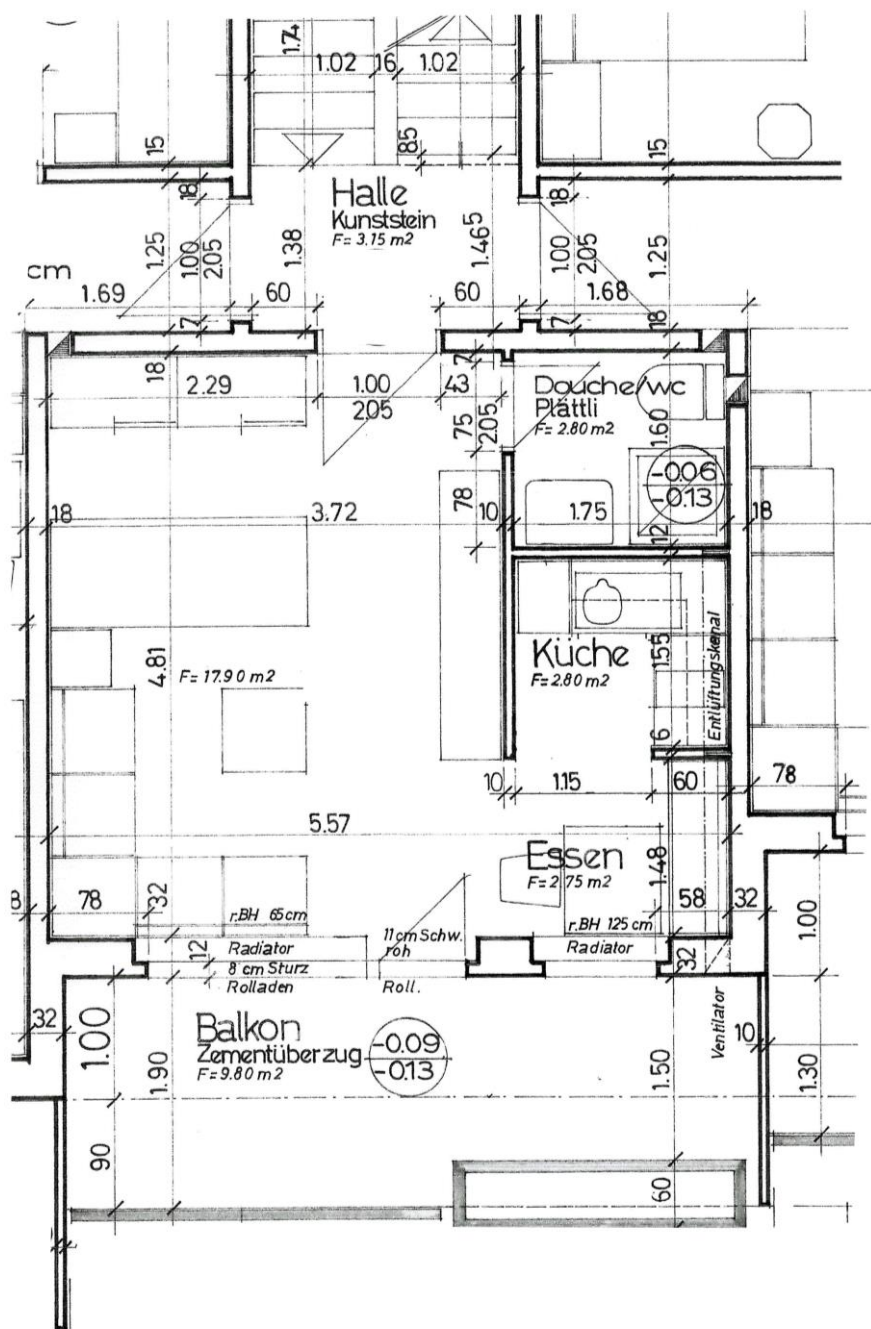 1.74
1.02 16 1.02
85
15 15
18 18
Halle
Kunststein
F= 3.15 m2
1.25 1.00 2.05 1.38 1.46⁵ 1.00 2.05 1.25
cm
1.69 60 60 1.68
7 7 18
18 7
2.29 1.00 43
2.05
75 2.05
Douche/wc
Plättli
F= 2.80 m2
1.60
-0.06
-0.13
18 3.72 78 10 1.75 12 18
Küche
F= 2.80 m2
1.55
Entlüftungskanal
4.81
F= 17.90 m2
6
10 1.15 60 78
5.57
Essen
F= 2.75 m2
1.48
8 78 32 58 32
1.00
r.BH 65cm
Radiator
8 cm Sturz
Rolladen
12
11cm Schw.
roh
Roll.
r.BH 125 cm
Radiator
32
Ventilator
32
1.00
Balkon
Zementüberzug
F= 9.80 m2
-0.09
-0.13
1.90 1.50 10 1.30
90
60